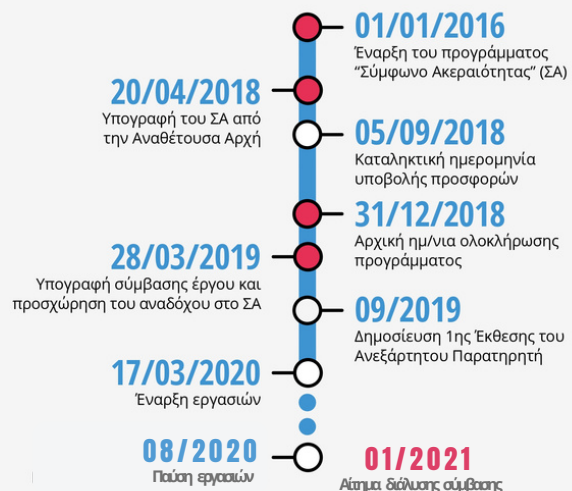 01/01/2016
Έναρξη του προγράμματος
“Σύμφωνο Ακεραιότητας” (ΣΑ)
20/04/2018
Υπογραφή του ΣΑ από
την Αναθέτουσα Αρχή
05/09/2018
Καταληκτική ημερομηνία
υποβολής προσφορών
31/12/2018
Αρχική ημ/νια ολοκλήρωσης
προγράμματος
28/03/2019
Υπογραφή σύμβασης έργου και
προσχώρηση του αναδόχου στο ΣΑ
09/2019
Δημοσίευση 1ης Έκθεσης του
Ανεξάρτητου Παρατηρητή
17/03/2020
Έναρξη εργασιών
08/2020
Παύση εργασιών
01/2021
Αίτημα διάλυσης σύμβασης